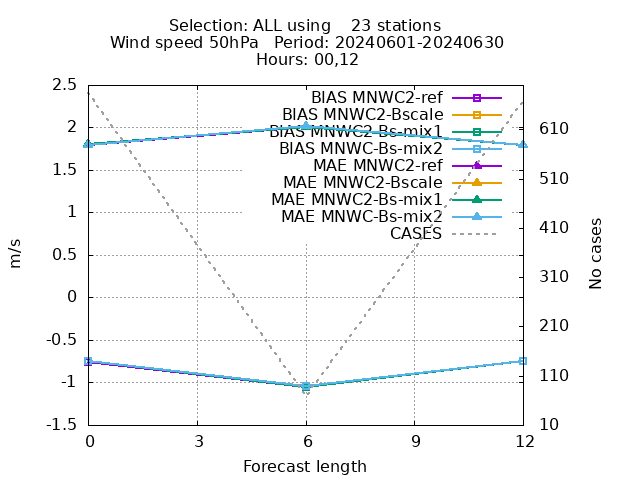 Selection: ALL using    23 stations
Wind speed 50hPa   Period: 20240601-20240630
Hours: 00,12
BIAS MNWC2-ref
BIAS MNWC2-Bscale
BIAS MNWC2-Bs-mix1
BIAS MNWC-Bs-mix2
MAE MNWC2-ref
MAE MNWC2-Bscale
MAE MNWC2-Bs-mix1
MAE MNWC-Bs-mix2
CASES
2.5
2
1.5
1
0.5
0
-0.5
-1
-1.5
m/s
610
510
410
310
210
110
10
No cases
0 3 6 9 12
Forecast length